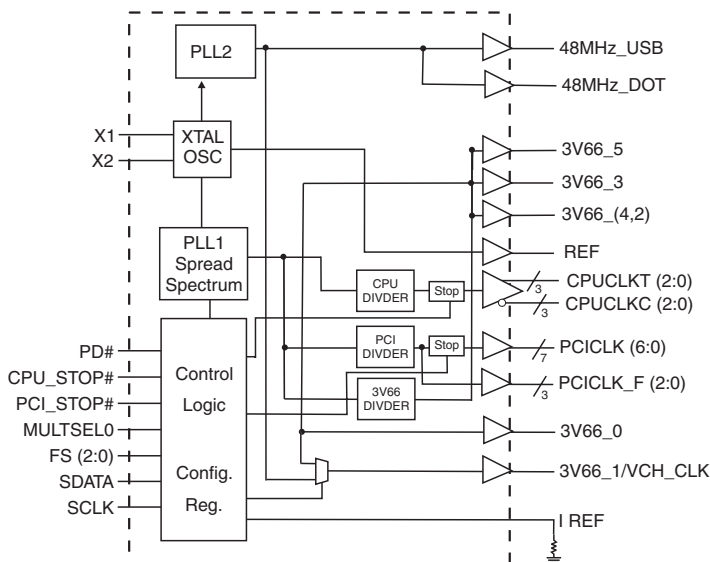 PLL2
48MHz_USB
48MHz_DOT
X1
X2
XTAL
OSC
3V66_5
3V66_3
3V66_(4,2)
REF
PLL1
Spread
Spectrum
CPU
DIVDER
Stop
3
CPUCLKT (2:0)
3
CPUCLKC (2:0)
PD#
CPU_STOP#
PCI_STOP#
MULTSEL0
FS (2:0)
SDATA
SCLK
Control
Logic
Config.
Reg.
PCI
DIVDER
Stop
7
PCICLK (6:0)
3V66
DIVDER
3
PCICLK_F (2:0)
3V66_0
3V66_1/VCH_CLK
I REF